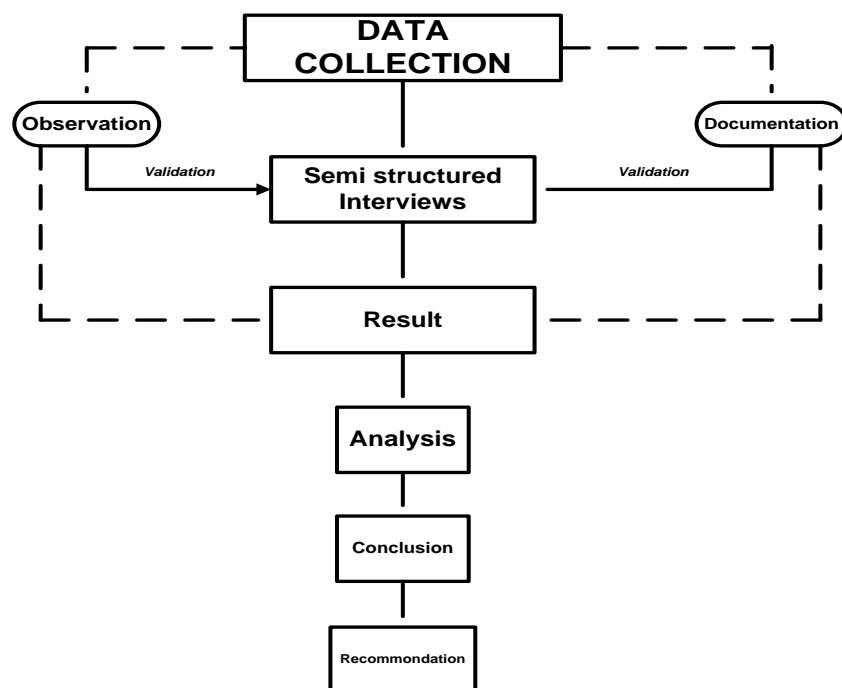 DATA
COLLECTION
Observation
Documentation
Validation
Validation
Semi structured
Interviews
Result
Analysis
Conclusion
Recommondation